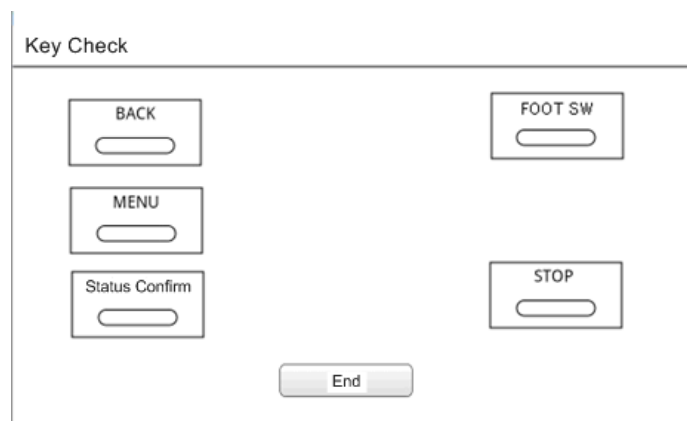 Key Check
BACK
FOOT SW
MENU
Status Confirm
STOP
End